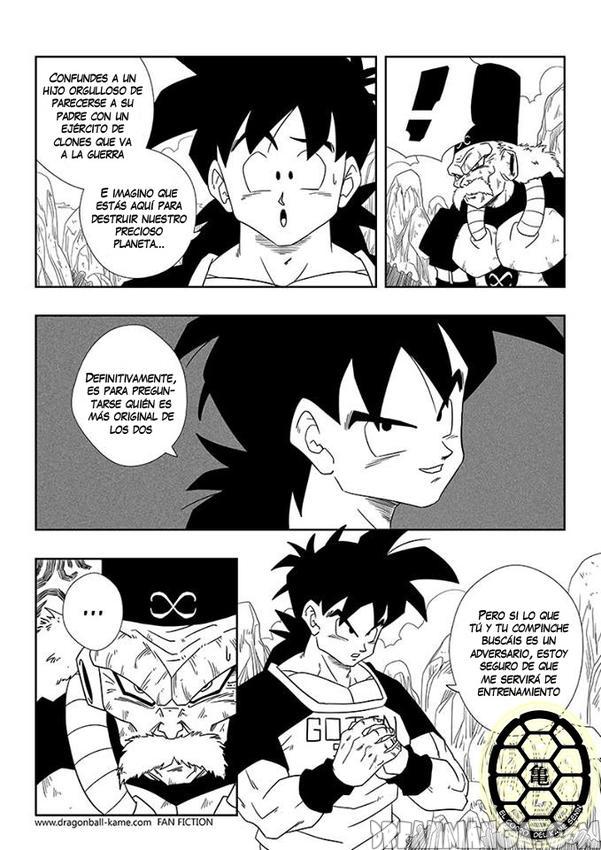 CONFUNDES A UN
HIJO ORGULLOSO DE
PARECERSE A SU
PADRE CON UN
EJÉRCITO DE
CLONES QUE VA
A LA GUERRA
E IMAGINO QUE
ESTÁS AQUÍ PARA
DESTRUIR NUESTRO
PRECIOSO
PLANETA...
!
DEFINITIVAMENTE,
ES PARA PREGUN-
TARSE QUIÉN ES
MÁS ORIGINAL DE
LOS DOS
...
PERO SI LO QUE
TÚ Y TU COMPINCHE
BUSCÁIS ES UN
ADVERSARIO, ESTOY
SEGURO DE QUE
ME SERVIRÁ DE
ENTRENAMIENTO
亀
www.dragonball-kame.com FAN FICTION